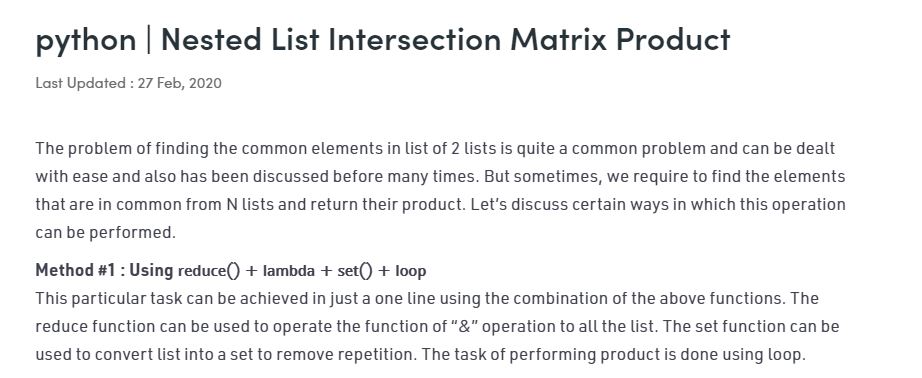 python | Nested List Intersection Matrix Product
Last Updated : 27 Feb, 2020
The problem of finding the common elements in list of 2 lists is quite a common problem and can be dealt
with ease and also has been discussed before many times. But sometimes, we require to find the elements
that are in common from N lists and return their product. Let’s discuss certain ways in which this operation
can be performed.
Method #1 : Using reduce() + lambda + set() + loop
This particular task can be achieved in just a one line using the combination of the above functions. The
reduce function can be used to operate the function of “&” operation to all the list. The set function can be
used to convert list into a set to remove repetition. The task of performing product is done using loop.